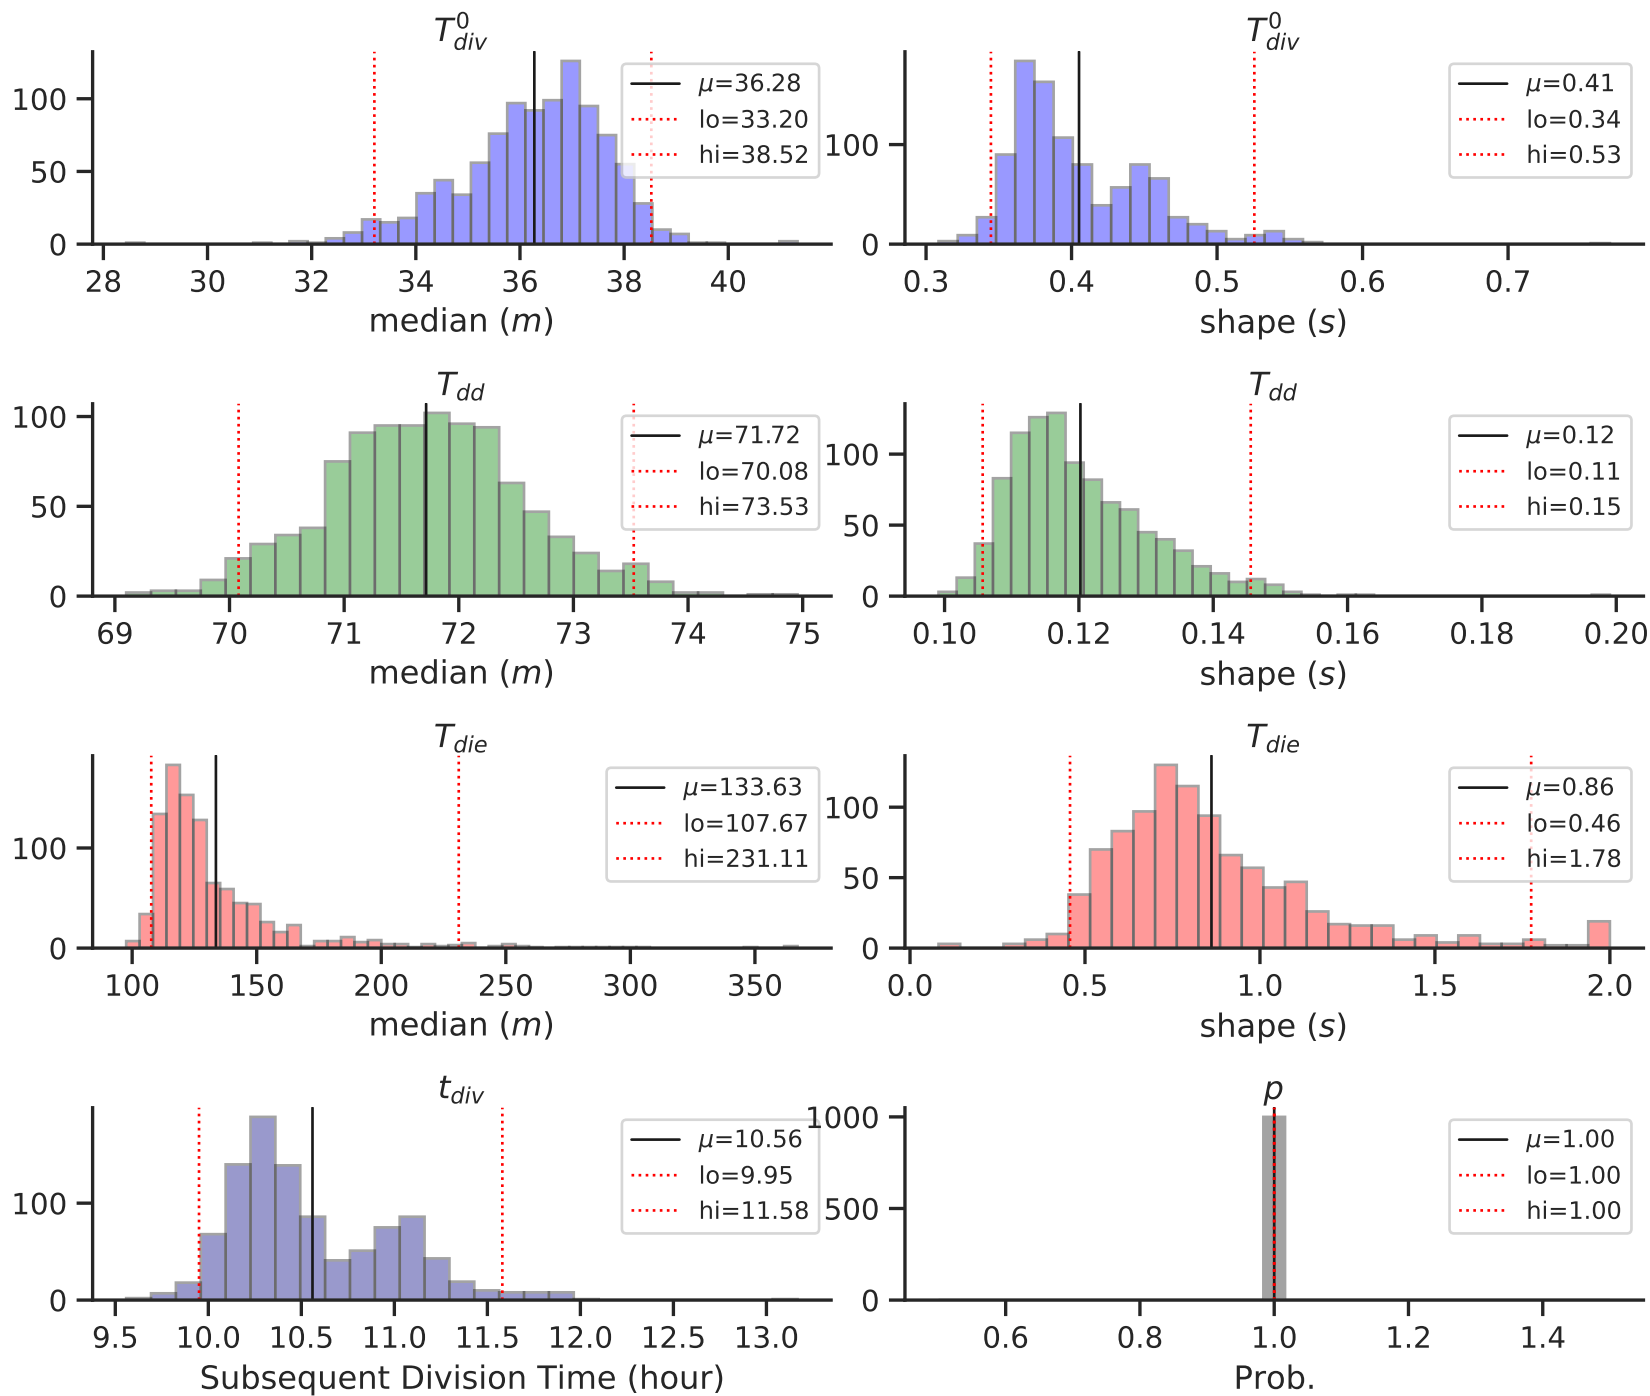 T⁰div
μ=36.28
lo=33.20
hi=38.52
100
50
0
28 30 32 34 36 38 40
median (m)
T⁰div
μ=0.41
lo=0.34
hi=0.53
100
0
0.3 0.4 0.5 0.6 0.7
shape (s)
Tdd
μ=71.72
lo=70.08
hi=73.53
100
50
0
69 70 71 72 73 74 75
median (m)
Tdd
μ=0.12
lo=0.11
hi=0.15
100
50
0
0.10 0.12 0.14 0.16 0.18 0.20
shape (s)
Tdie
μ=133.63
lo=107.67
hi=231.11
100
0
100 150 200 250 300 350
median (m)
Tdie
μ=0.86
lo=0.46
hi=1.78
100
50
0
0.0 0.5 1.0 1.5 2.0
shape (s)
tdiv
μ=10.56
lo=9.95
hi=11.58
100
0
9.5 10.0 10.5 11.0 11.5 12.0 12.5 13.0
Subsequent Division Time (hour)
p
μ=1.00
lo=1.00
hi=1.00
1000
500
0
0.6 0.8 1.0 1.2 1.4
Prob.